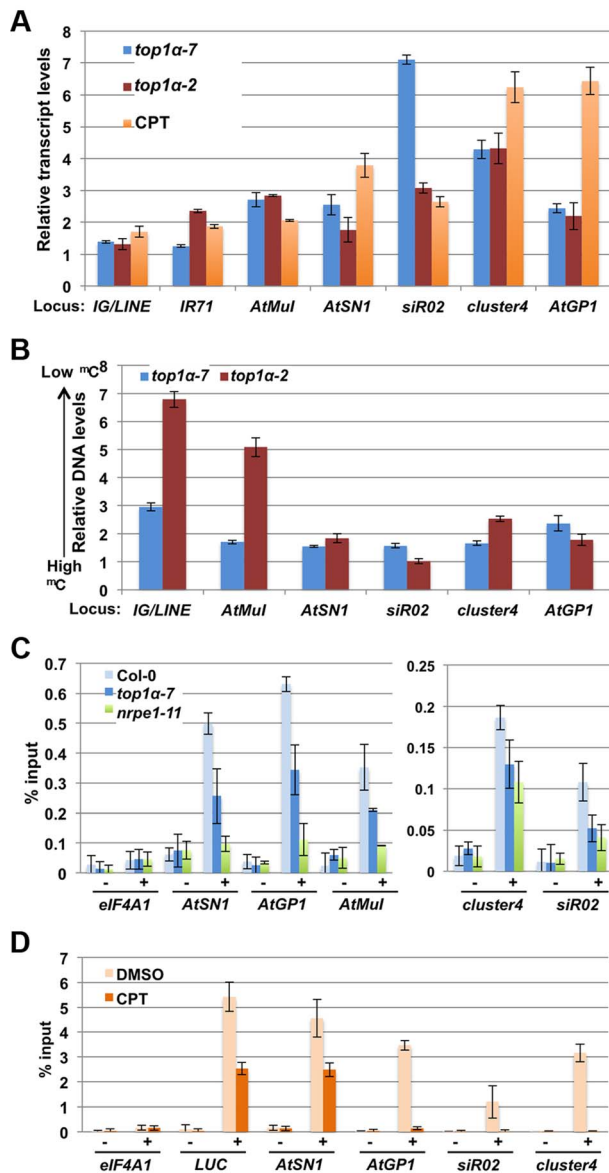 A
Relative transcript levels
8
7
6
5
4
3
2
1
0
top1α-7
top1α-2
CPT
Locus: IG/LINE IR71 AtMuI AtSN1 siR02 cluster4 AtGP1
B
Low mC
High mC
Relative DNA levels
8
7
6
5
4
3
2
1
0
top1α-7 top1α-2
Locus: IG/LINE AtMuI AtSN1 siR02 cluster4 AtGP1
C
% input
0.7
0.6
0.5
0.4
0.3
0.2
0.1
0
Col-0
top1α-7
nrpe1-11
- + - + - + - +
eIF4A1 AtSN1 AtGP1 AtMuI
0.25
0.2
0.15
0.1
0.05
0
- + - +
cluster4 siR02
D
% input
7
6
5
4
3
2
1
0
DMSO
CPT
- + - + - + - + - + - +
eIF4A1 LUC AtSN1 AtGP1 siR02 cluster4